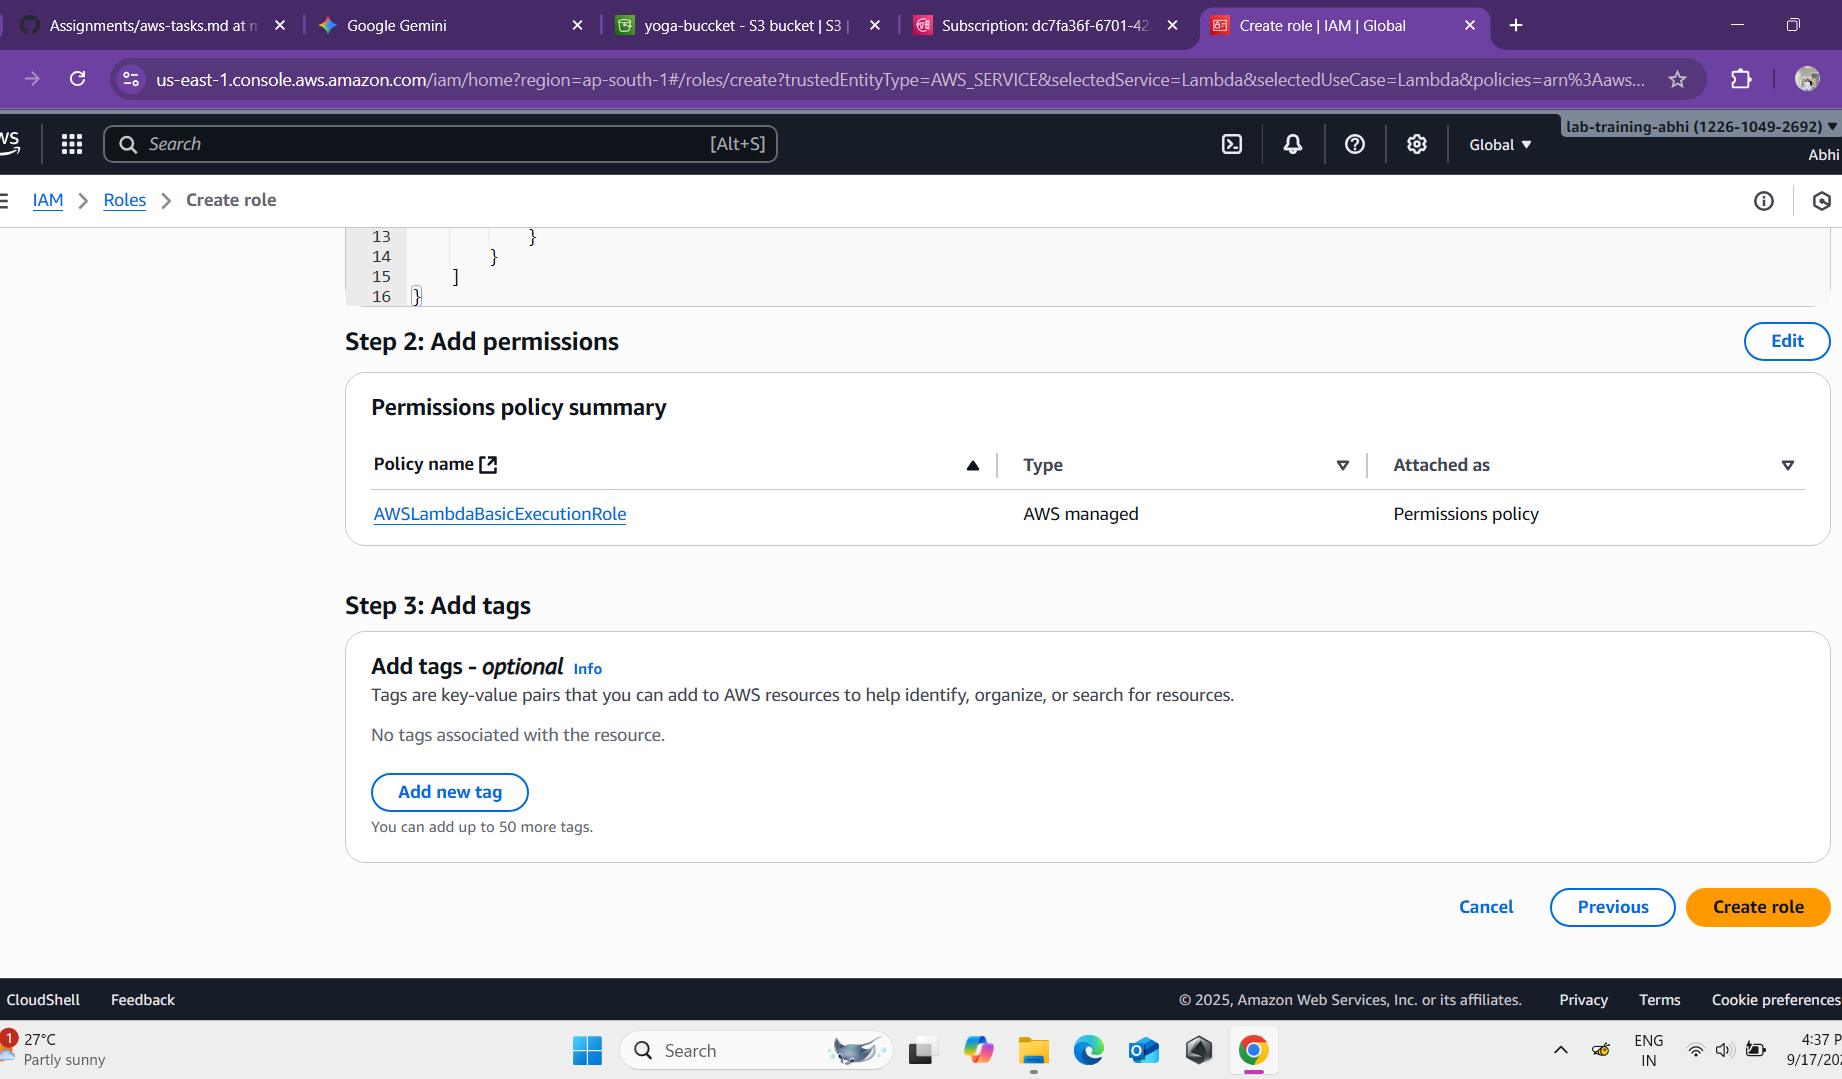 Assignments/aws-tasks.md at m
Google Gemini
yoga-buccket - S3 bucket | S3 |
Subscription: dc7fa36f-6701-42
Create role | IAM | Global
us-east-1.console.aws.amazon.com/iam/home?region=ap-south-1#/roles/create?trustedEntityType=AWS_SERVICE&selectedService=Lambda&selectedUseCase=Lambda&policies=arn%3Aaws...
Search [Alt+S]
Global
lab-training-abhi (1226-1049-2692)
Abhi
IAM > Roles > Create role
13 }
14 }
15 ]
16 }
Step 2: Add permissions
Edit
Permissions policy summary
Policy name Type Attached as
AWSLambdaBasicExecutionRole AWS managed Permissions policy
Step 3: Add tags
Add tags - optional Info
Tags are key-value pairs that you can add to AWS resources to help identify, organize, or search for resources.
No tags associated with the resource.
Add new tag
You can add up to 50 more tags.
Cancel Previous Create role
CloudShell Feedback © 2025, Amazon Web Services, Inc. or its affiliates. Privacy Terms Cookie preferences
1
27°C
Partly sunny
Search
ENG
IN
4:37 P
9/17/202